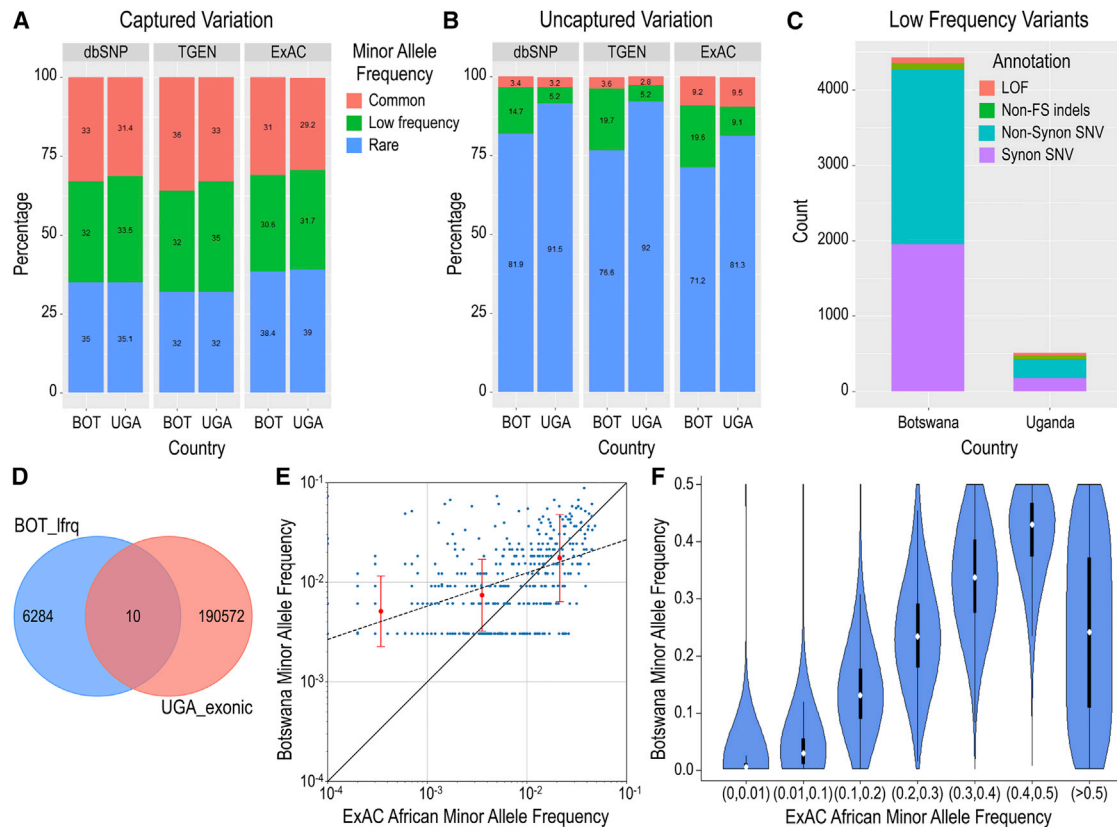 A
Captured Variation
dbSNP TGEN ExAC
Percentage
100
75
50
25
0
33 31.4 36 33 31 29.2
32 33.5 32 35 30.6 31.7
35 35.1 32 32 38.4 39
BOT UGA BOT UGA BOT UGA
Country
Minor Allele
Frequency
Common
Low frequency
Rare
B
Uncaptured Variation
dbSNP TGEN ExAC
Percentage
100
75
50
25
0
3.4 3.2 3.6 2.8 9.2 9.5
14.7 5.2 19.7 5.2 19.6 9.1
81.9 91.5 76.6 92 71.2 81.3
BOT UGA BOT UGA BOT UGA
Country
C
Low Frequency Variants
Count
4000
3000
2000
1000
0
Annotation
LOF
Non-FS indels
Non-Synon SNV
Synon SNV
Botswana Uganda
Country
D
BOT_lfrq
6284 10 190572
UGA_exonic
E
Botswana Minor Allele Frequency
10-1
10-2
10-3
10-4
10-4 10-3 10-2 10-1
ExAC African Minor Allele Frequency
F
Botswana Minor Allele Frequency
0.5
0.4
0.3
0.2
0.1
0.0
(0,0.01) (0.01,0.1) (0.1,0.2) (0.2,0.3) (0.3,0.4) (0.4,0.5) (>0.5)
ExAC African Minor Allele Frequency